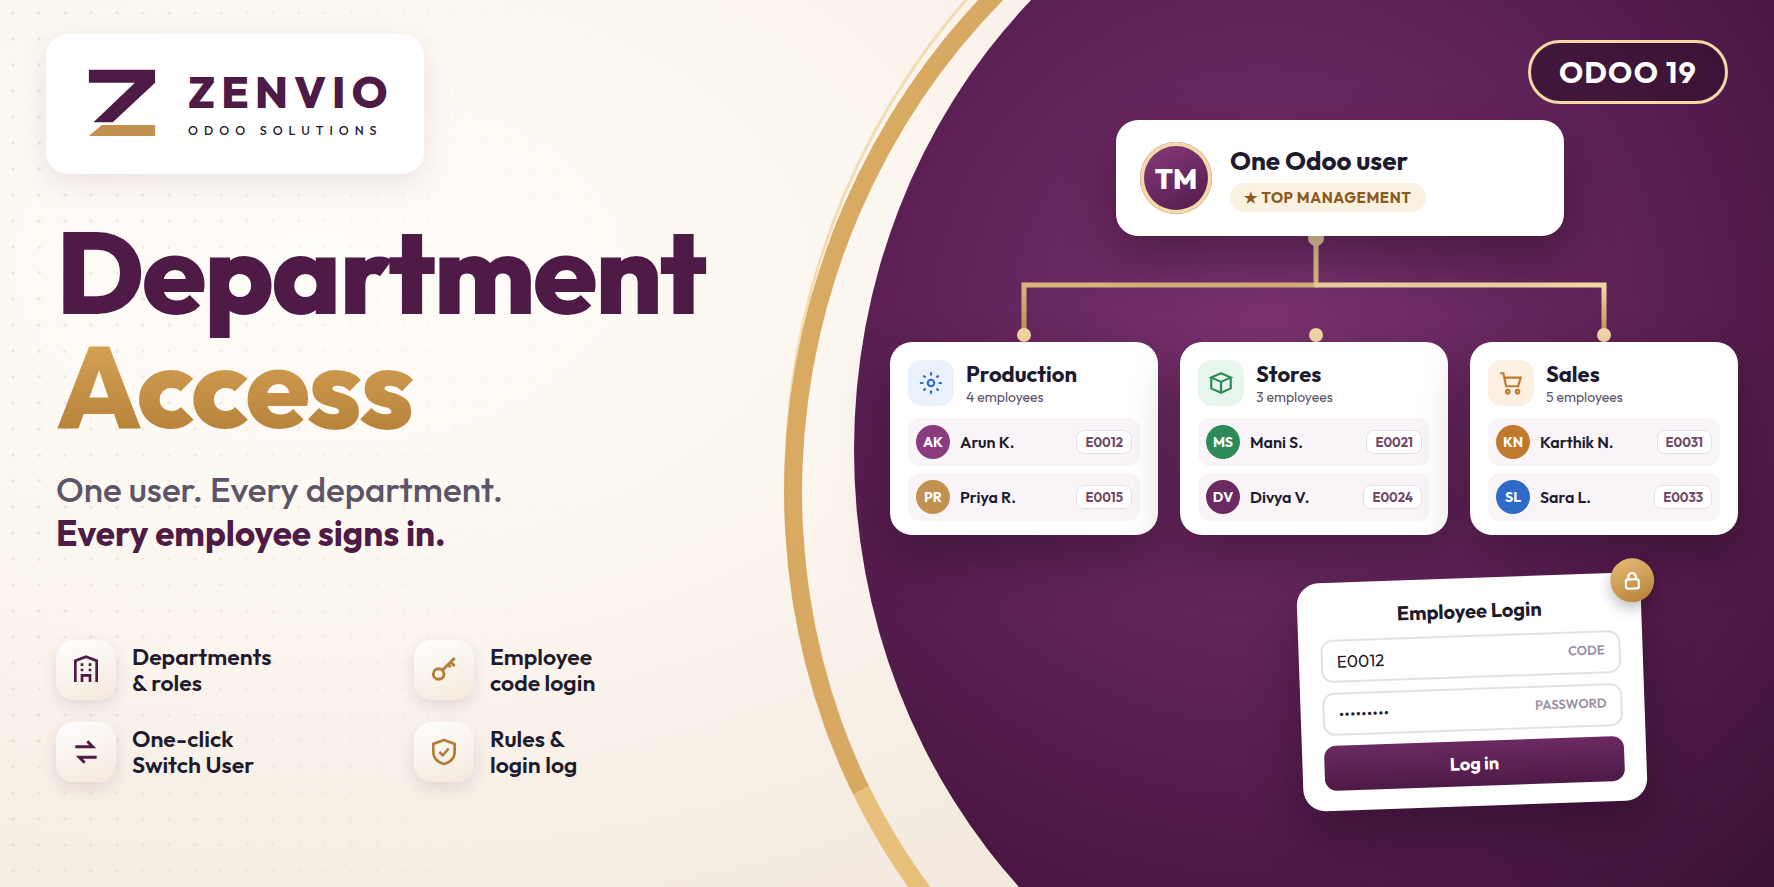 ZENVIO
ODOO SOLUTIONS
Department
Access
One user. Every department.
Every employee signs in.
Departments
& roles
Employee
code login
One-click
Switch User
Rules &
login log
ODOO 19
TM
One Odoo user
★ TOP MANAGEMENT
Production
4 employees
AK Arun K. E0012
PR Priya R. E0015
Stores
3 employees
MS Mani S. E0021
DV Divya V. E0024
Sales
5 employees
KN Karthik N. E0031
SL Sara L. E0033
Employee Login
E0012 CODE
••••••••• PASSWORD
Log in